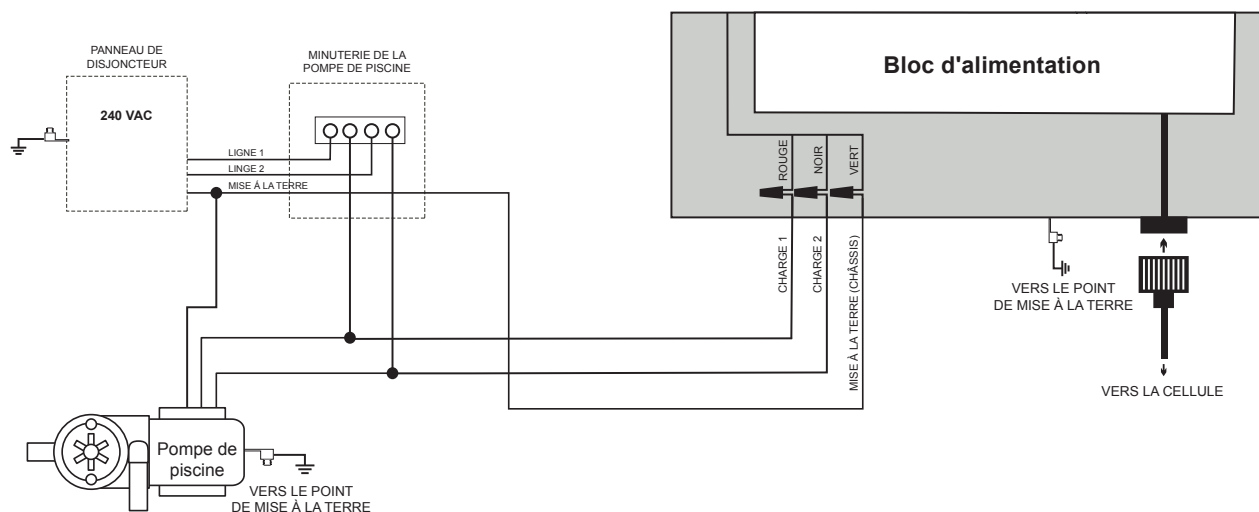 PANNEAU DE
DISJONCTEUR
240 VAC
MINUTERIE DE LA
POMPE DE PISCINE
LIGNE 1
LINGE 2
MISE À LA TERRE
Bloc d'alimentation
ROUGE
NOIR
VERT
CHARGE 1
CHARGE 2
MISE À LA TERRE (CHÂSSIS)
VERS LE POINT
DE MISE À LA TERRE
VERS LA CELLULE
Pompe de
piscine
VERS LE POINT
DE MISE À LA TERRE